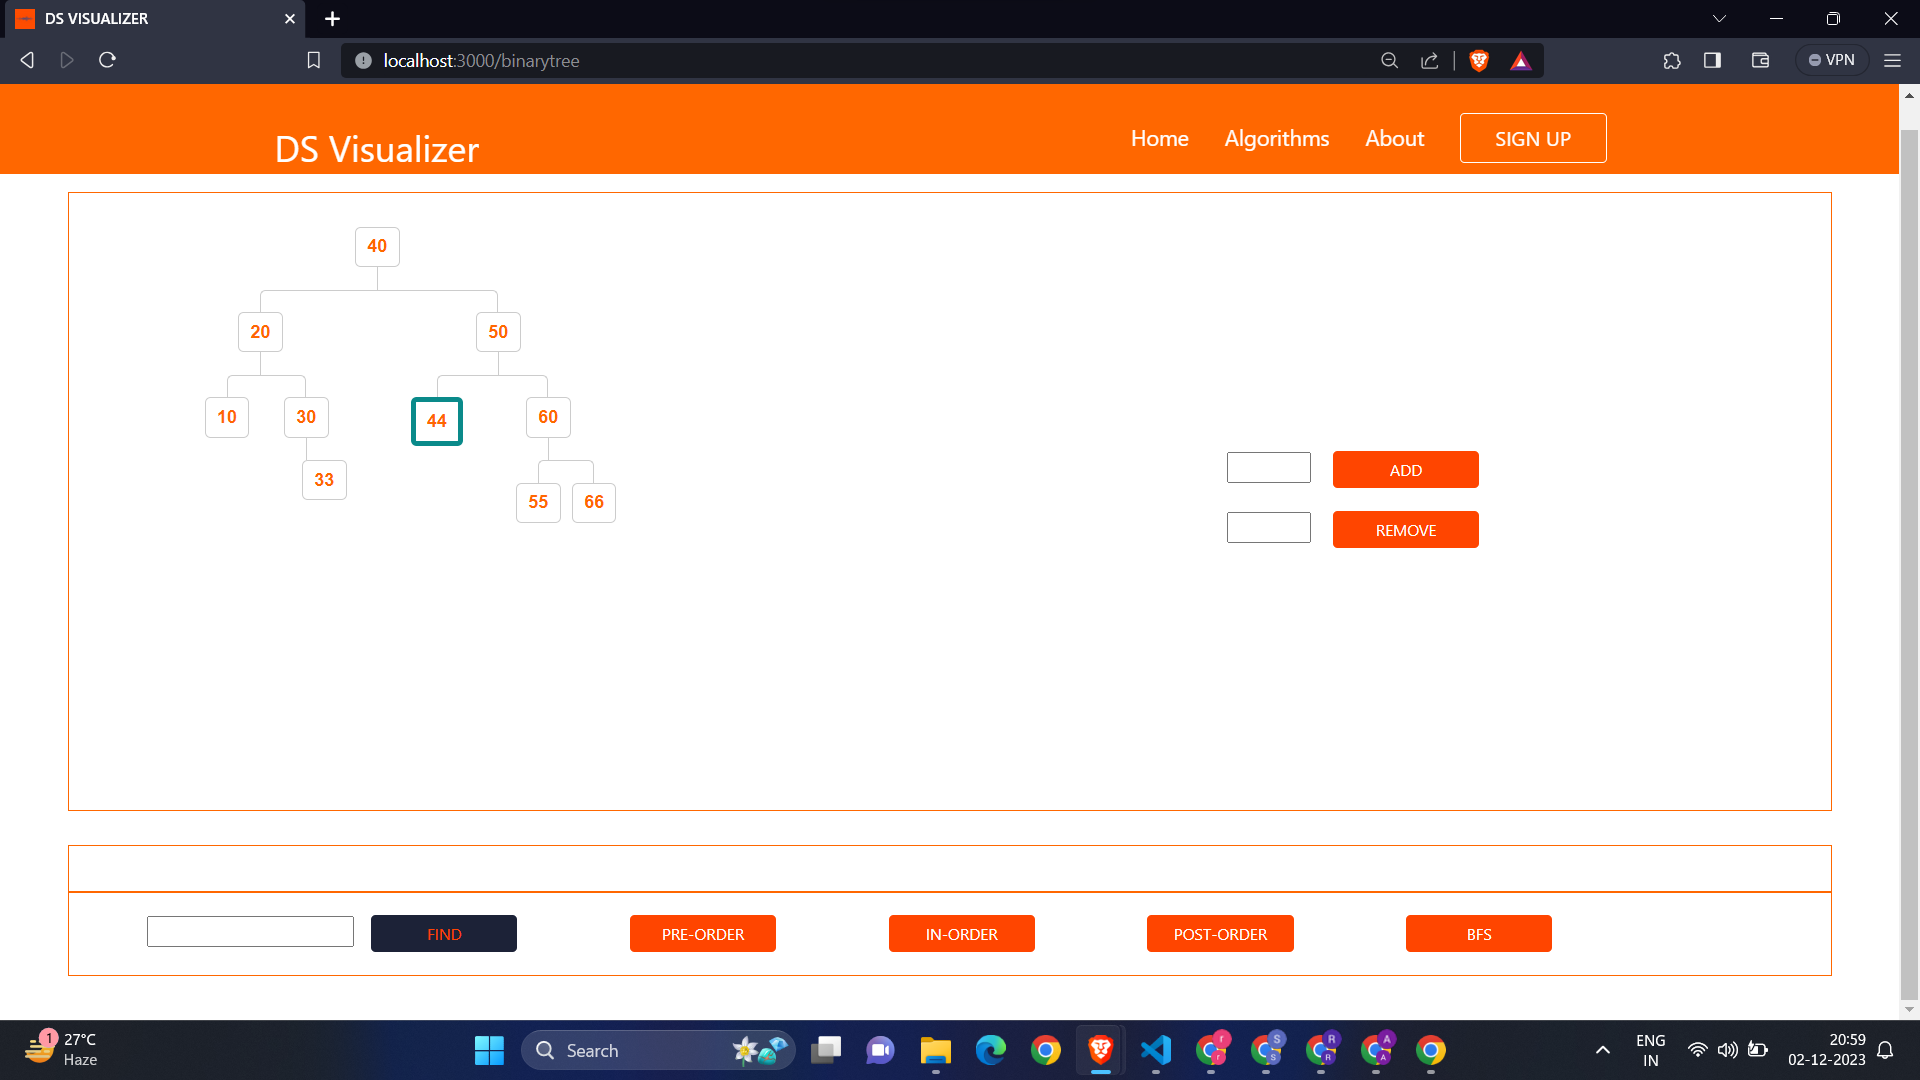 DS VISUALIZER
localhost:3000/binarytree
VPN
DS Visualizer
Home Algorithms About SIGN UP
40
20 50
10 30 44 60
33
55 66
ADD
REMOVE
FIND PRE-ORDER IN-ORDER POST-ORDER BFS
1
27°C
Haze
Search
r
r
S
S
R
R
A
A
ENG
IN
20:59
02-12-2023